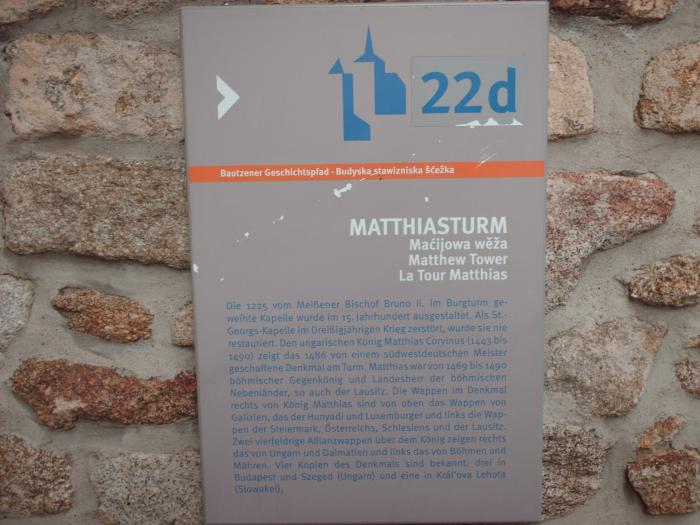 22d
Bautzener Geschichtspfad - Budyska stawizniska šćežka
MATTHIASTURM
Maćijowa wěža
Matthew Tower
La Tour Matthias
Die 1225 vom Meißener Bischof Bruno II. im Burgturm ge-
weihte Kapelle wurde im 15. Jahrhundert ausgestaltet. Als St.-
Georgs-Kapelle im Dreißigjährigen Krieg zerstört, wurde sie nie
restauriert. Den ungarischen König Matthias Corvinus (1443 bis
1490) zeigt das 1486 von einem südwestdeutschen Meister
geschaffene Denkmal am Turm. Matthias war von 1469 bis 1490
böhmischer Gegenkönig und Landesherr der böhmischen
Nebenländer, so auch der Lausitz. Die Wappen im Denkmal
rechts von König Matthias sind von oben das Wappen von
Galizien, das der Hunyadi und Luxemburger und links die Wap-
pen der Steiermark, Österreichs, Schlesiens und der Lausitz.
Zwei vierfeldrige Allianzwappen über dem König zeigen rechts
das von Ungarn und Dalmatien und links das von Böhmen und
Mähren. Vier Kopien des Denkmals sind bekannt: drei in
Budapest und Szeged (Ungarn) und eine in Kráľova Lehota
(Slowakei).